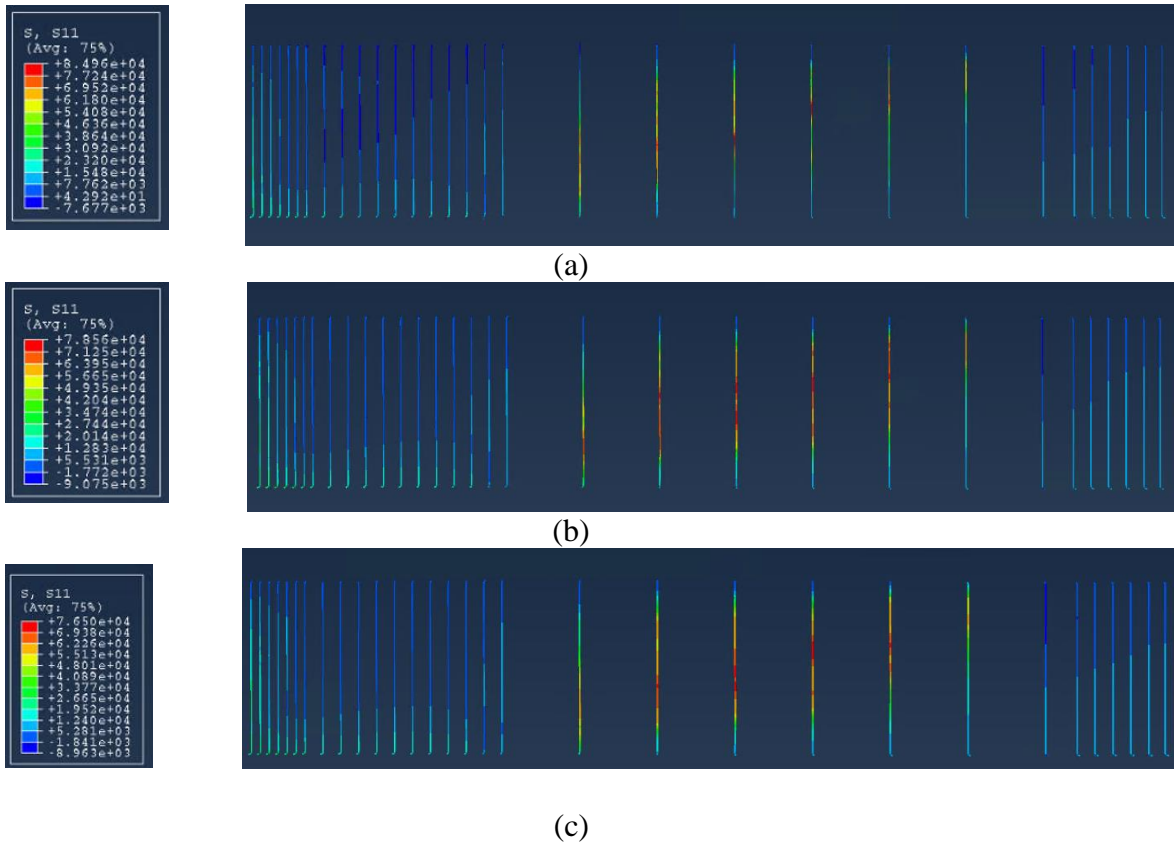 S, S11
(Avg: 75%)
+8.496e+04
+7.724e+04
+6.952e+04
+6.180e+04
+5.408e+04
+4.636e+04
+3.864e+04
+3.092e+04
+2.320e+04
+1.548e+04
+7.762e+03
+4.292e+01
-7.677e+03
(a)
S, S11
(Avg: 75%)
+7.856e+04
+7.125e+04
+6.395e+04
+5.665e+04
+4.935e+04
+4.204e+04
+3.474e+04
+2.744e+04
+2.014e+04
+1.283e+04
+5.531e+03
-1.772e+03
-9.075e+03
(b)
S, S11
(Avg: 75%)
+7.650e+04
+6.938e+04
+6.226e+04
+5.513e+04
+4.801e+04
+4.089e+04
+3.377e+04
+2.665e+04
+1.952e+04
+1.240e+04
+5.281e+03
-1.841e+03
-8.963e+03
(c)